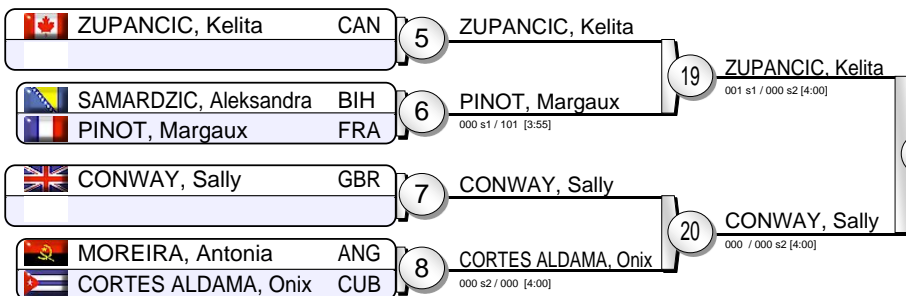 ZUPANCIC, Kelita CAN
5
ZUPANCIC, Kelita
19
ZUPANCIC, Kelita
001 s1 / 000 s2 [4:00]
SAMARDZIC, Aleksandra BIH
PINOT, Margaux FRA
6
PINOT, Margaux
000 s1 / 101 [3:55]
CONWAY, Sally GBR
7
CONWAY, Sally
20
CONWAY, Sally
000 / 000 s2 [4:00]
MOREIRA, Antonia ANG
CORTES ALDAMA, Onix CUB
8
CORTES ALDAMA, Onix
000 s2 / 000 [4:00]